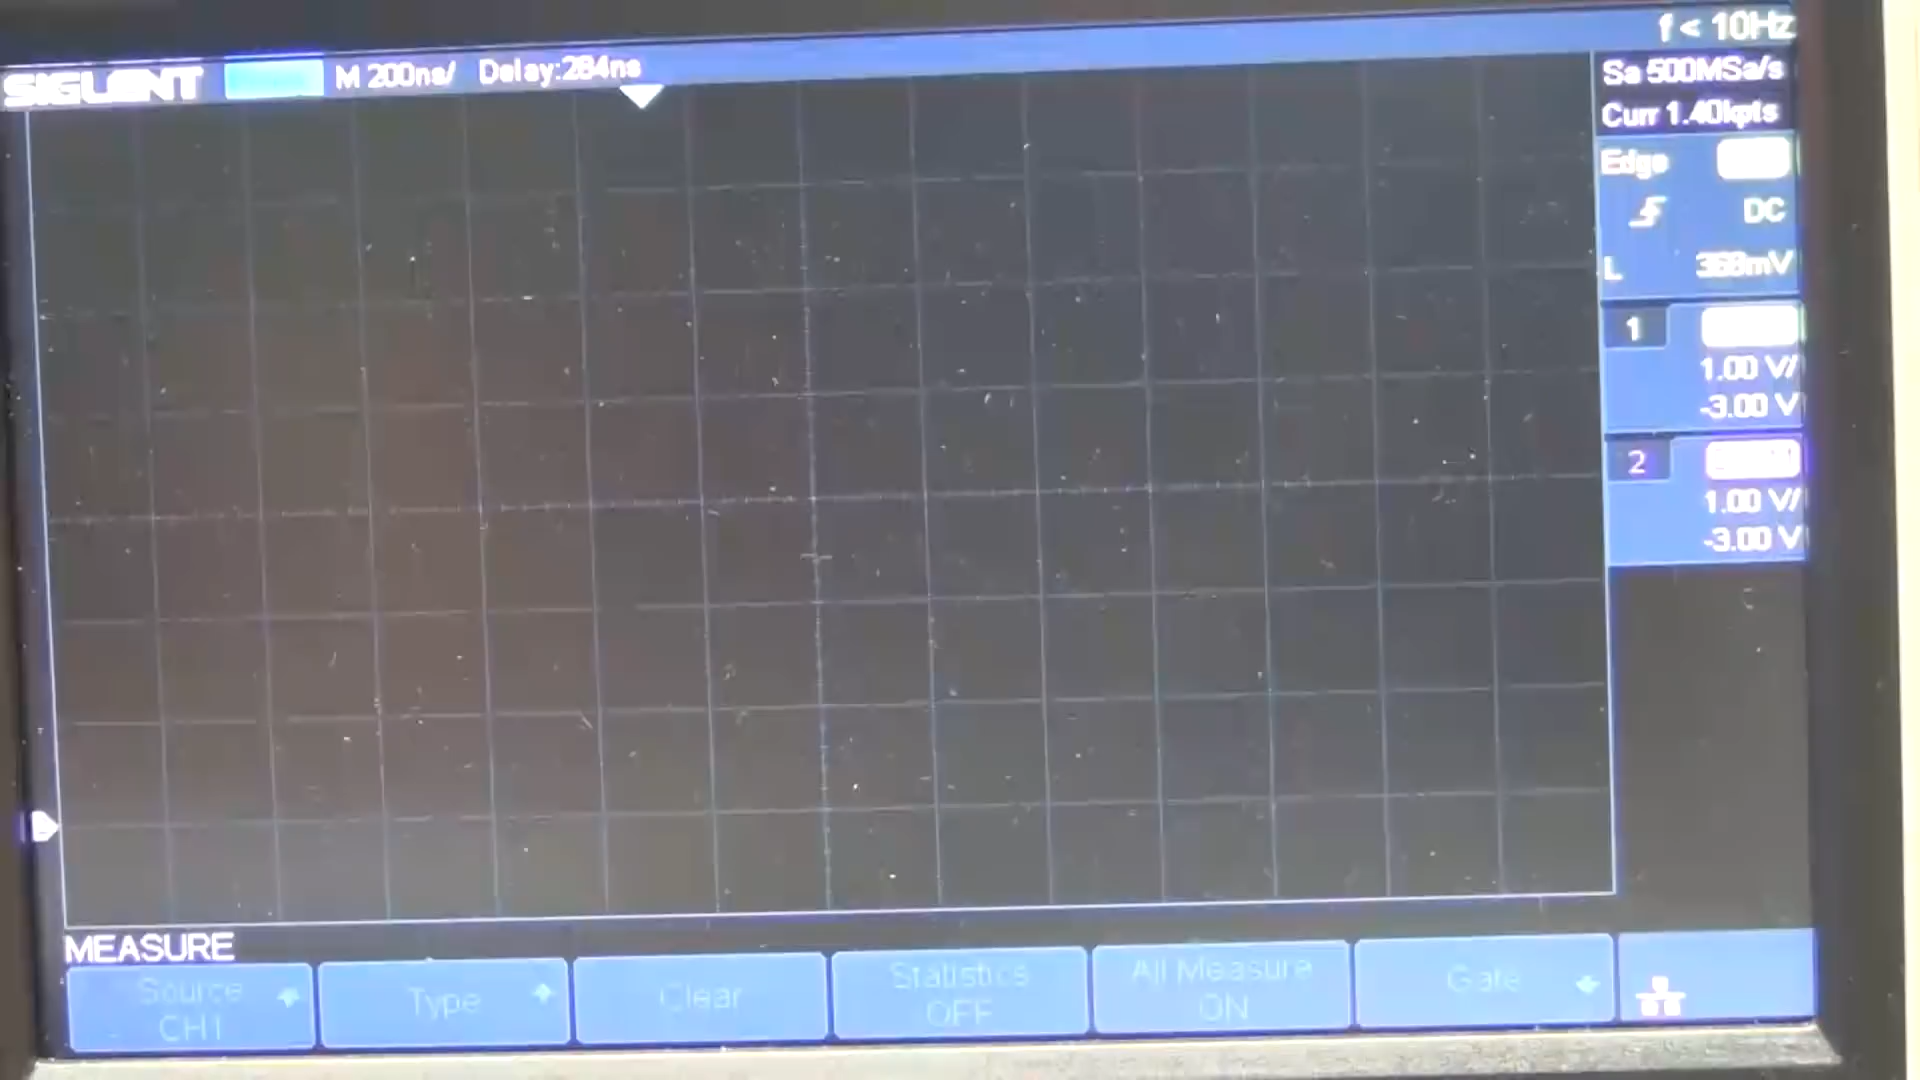 f < 10Hz
SIGLENT M 200ns/ Delay:284ns
Sa 500MSa/s
Curr 1.40kpts
Edge
DC
L 368mV
1
1.00 V/
-3.00 V
2
1.00 V/
-3.00 V
MEASURE
Source
CH1
Type
Clear
Statistics
OFF
All Measure
ON
Gate